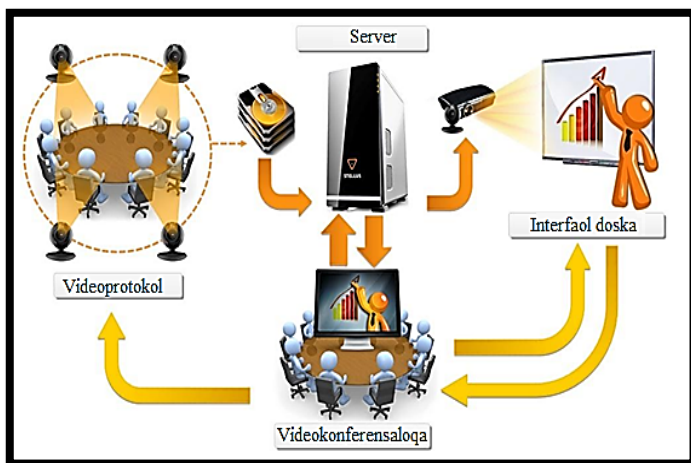 Server
Interfaol doska
Videoprotokol
Videokonferensaloqa